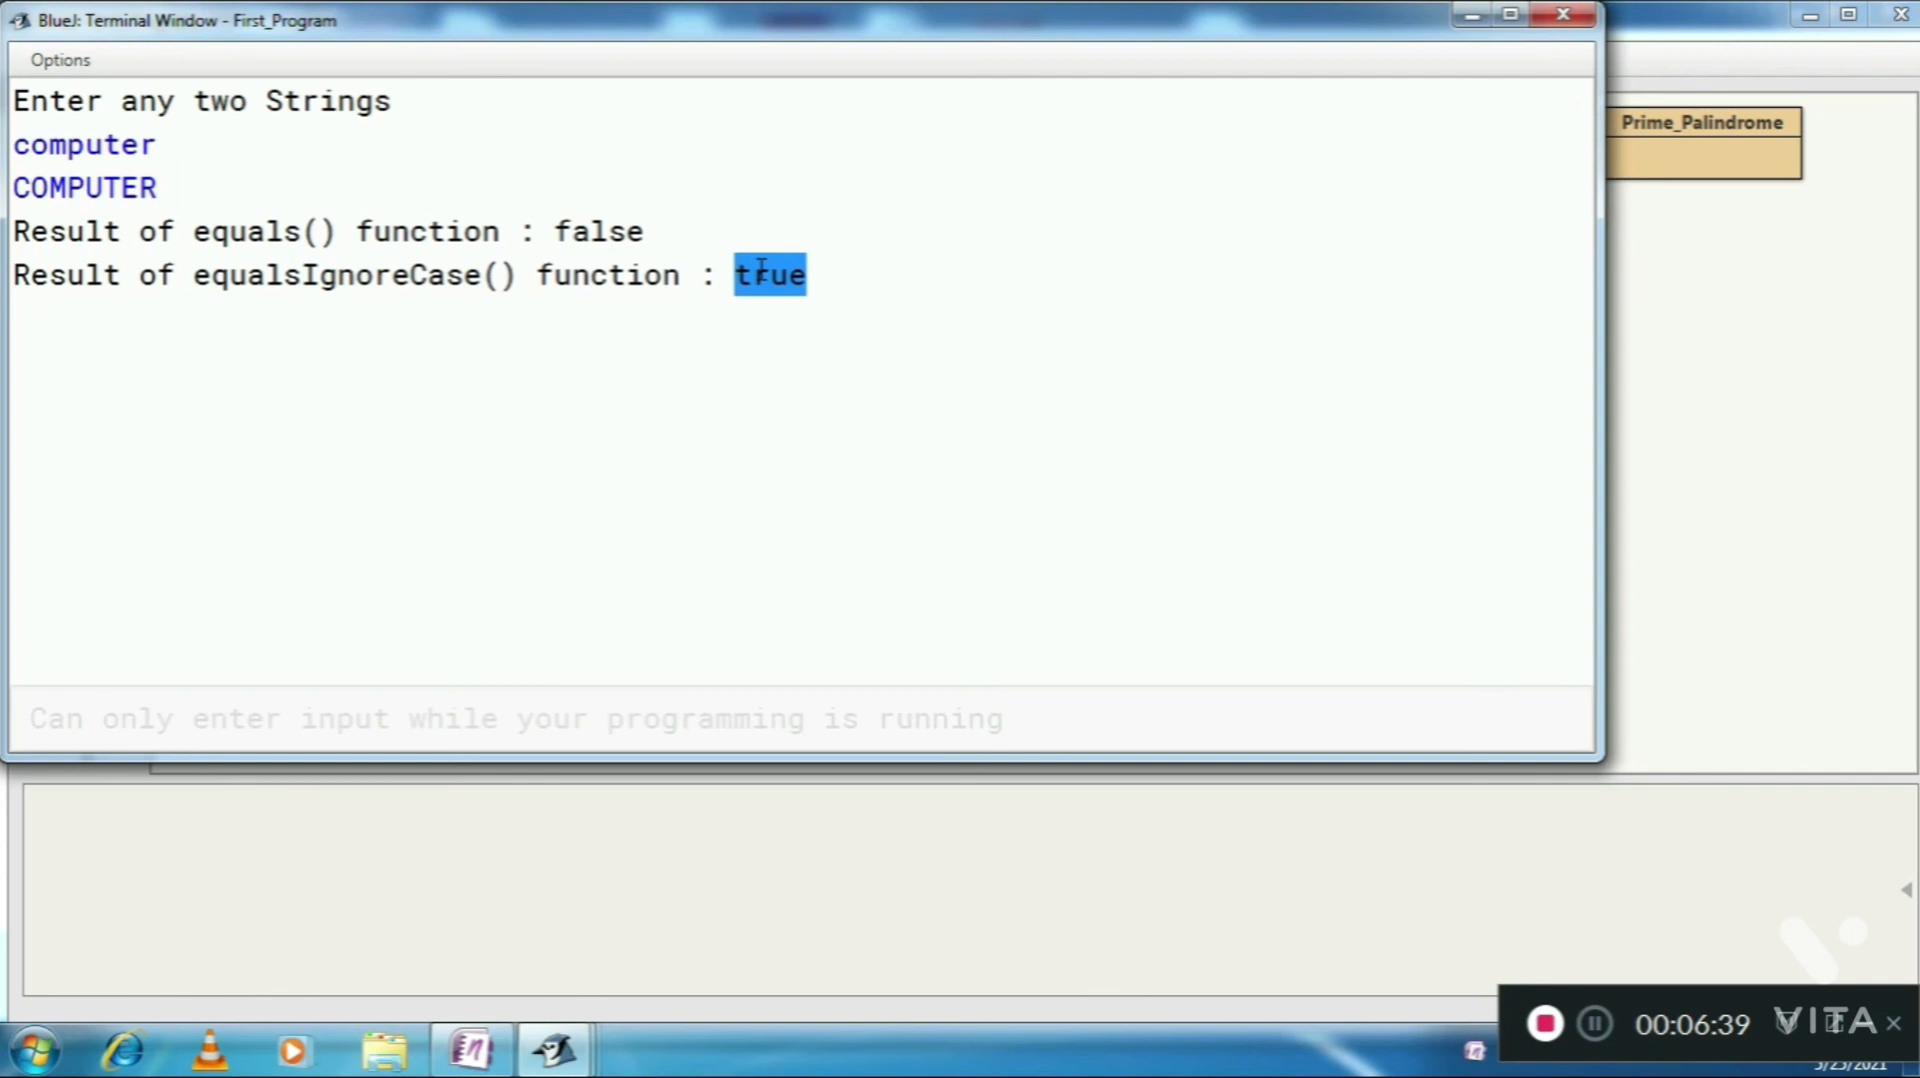 BlueJ: Terminal Window - First_Program
Options
Enter any two Strings
computer
COMPUTER
Result of equals() function : false
Result of equalsIgnoreCase() function : true
Can only enter input while your programming is running
Prime_Palindrome
00:06:39
VITA